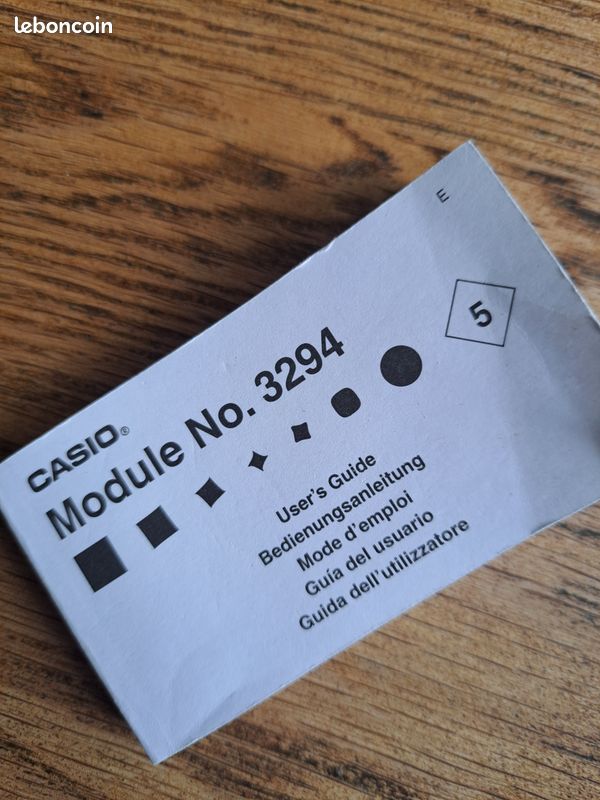 leboncoin
E
5
CASIO®
Module No. 3294
User's Guide
Bedienungsanleitung
Mode d'emploi
Guía del usuario
Guida dell'utilizzatore